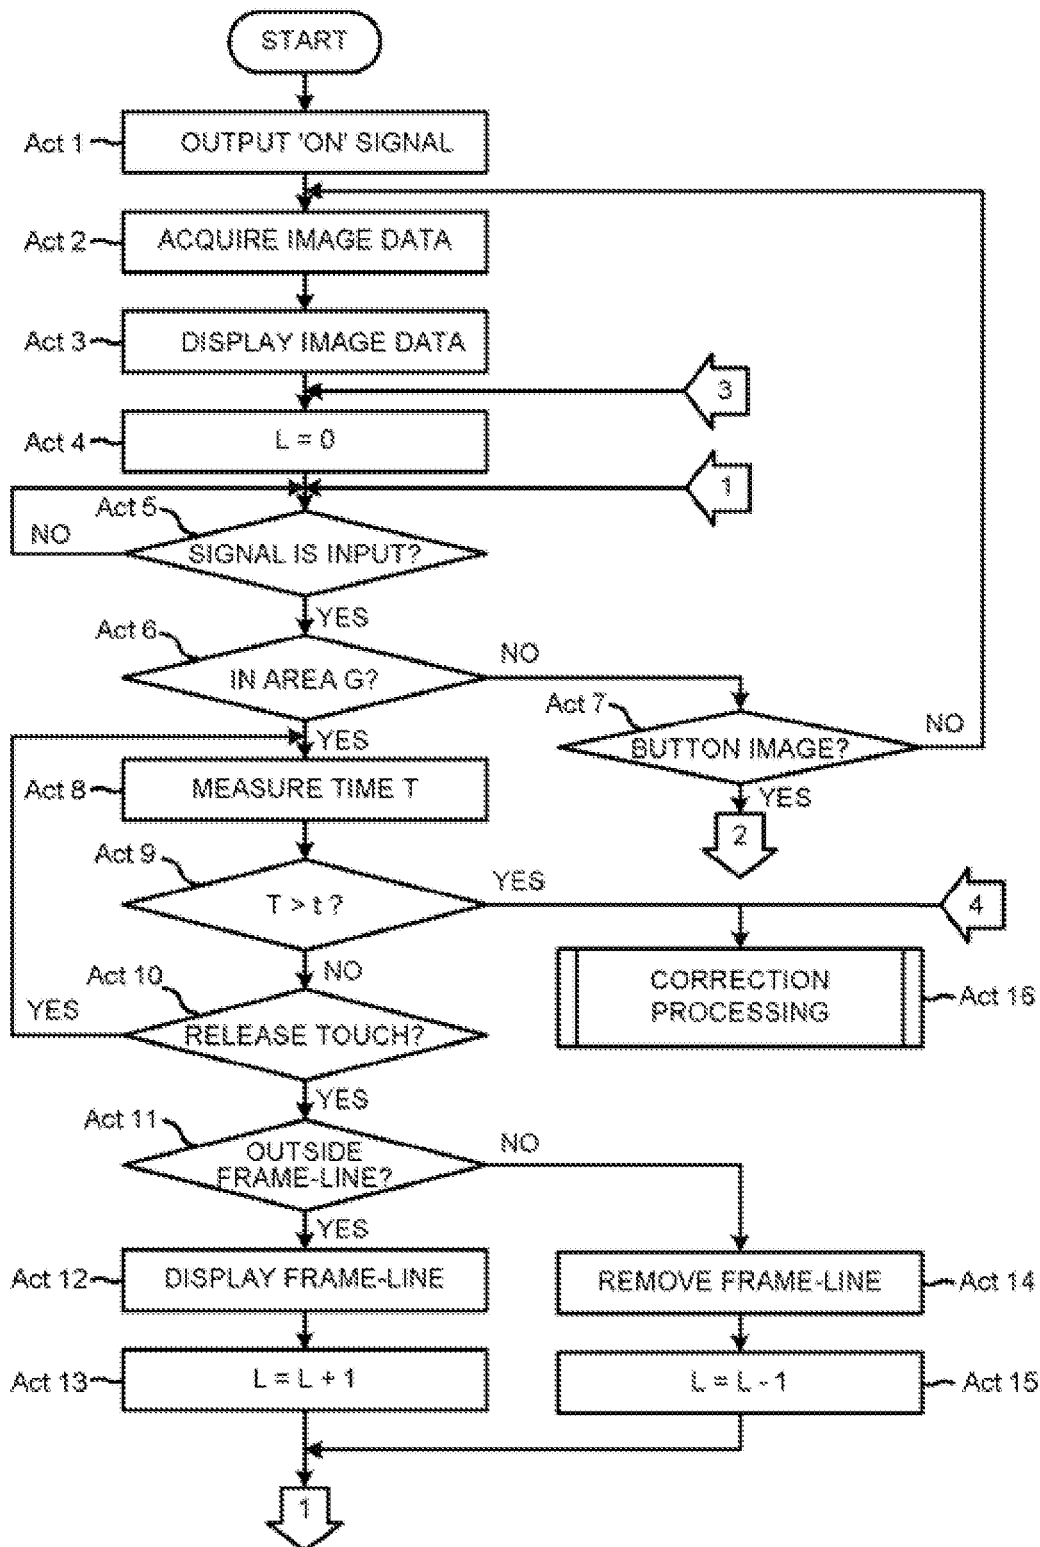 START
Act 1
OUTPUT 'ON' SIGNAL
Act 2
ACQUIRE IMAGE DATA
Act 3
DISPLAY IMAGE DATA
3
Act 4
L = 0
1
Act 5
NO
SIGNAL IS INPUT?
YES
Act 6
NO
IN AREA G?
Act 7
NO
YES
BUTTON IMAGE?
Act 8
MEASURE TIME T
YES
2
Act 9
YES
T > t ?
4
NO
Act 10
CORRECTION
PROCESSING
Act 16
YES
RELEASE TOUCH?
YES
Act 11
NO
OUTSIDE
FRAME-LINE?
YES
Act 12
DISPLAY FRAME-LINE
REMOVE FRAME-LINE
Act 14
Act 13
L = L + 1
L = L - 1
Act 15
1